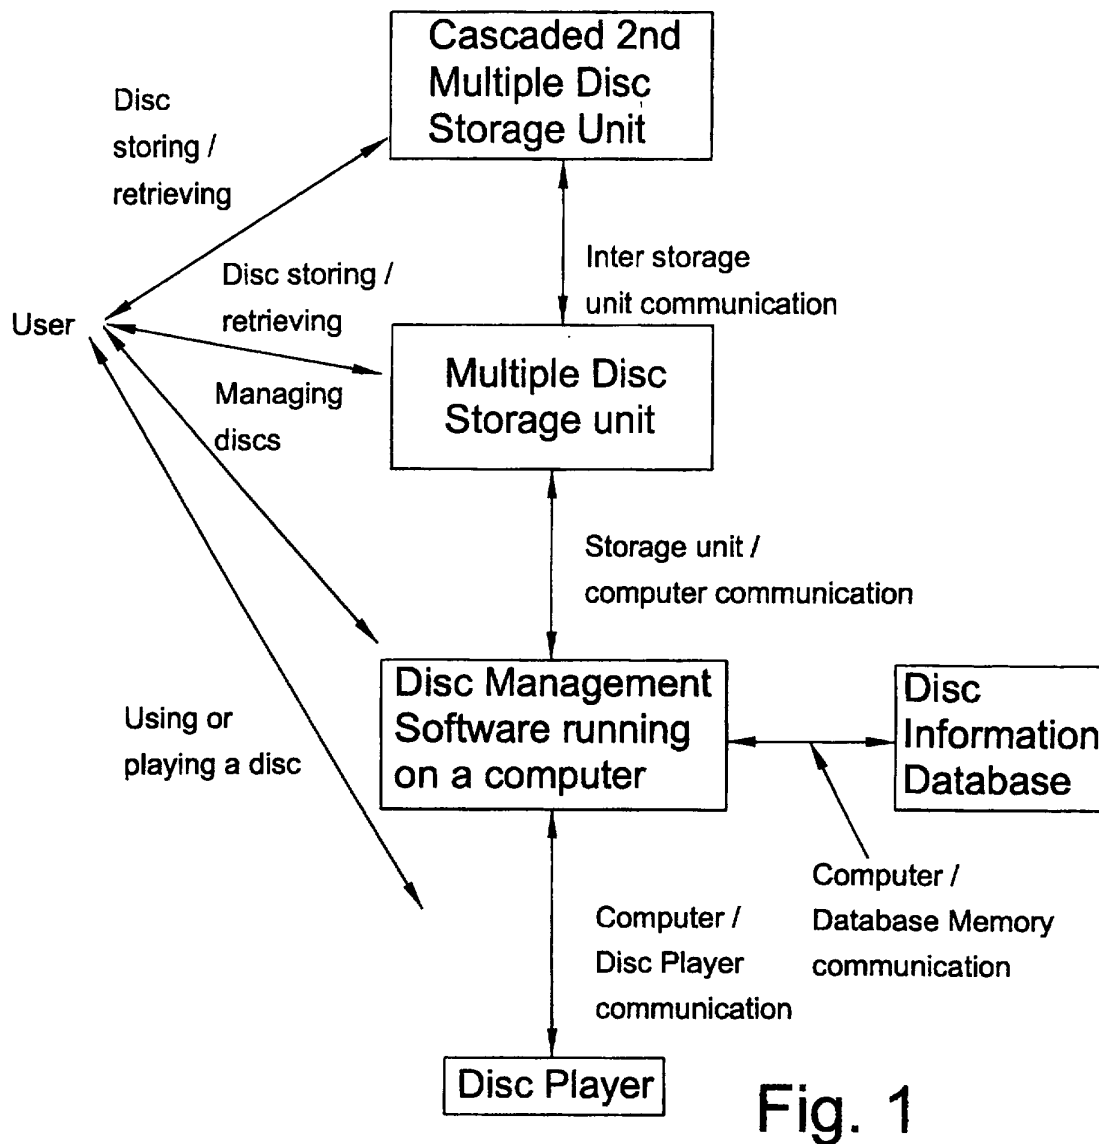 Cascaded 2nd
Multiple Disc
Storage Unit
Disc
storing /
retrieving
Disc storing /
retrieving
Inter storage
unit communication
User
Multiple Disc
Storage unit
Managing
discs
Storage unit /
computer communication
Disc Management
Software running
on a computer
Disc
Information
Database
Using or
playing a disc
Computer /
Database Memory
communication
Computer /
Disc Player
communication
Disc Player
Fig. 1